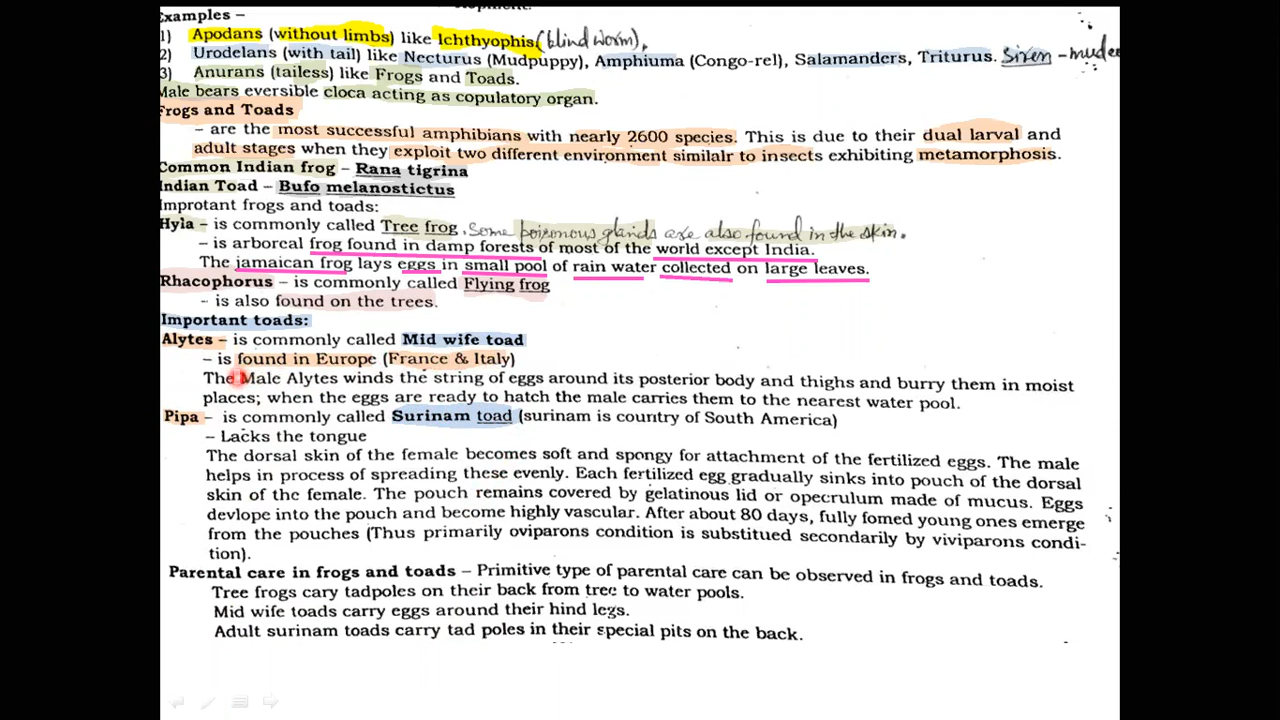 Examples –
1) Apodans (without limbs) like Ichthyophis (blind worm),
2) Urodelans (with tail) like Necturus (Mudpuppy), Amphiuma (Congo-rel), Salamanders, Triturus. Siren –
3) Anurans (tailess) like Frogs and Toads.
Male bears eversible cloca acting as copulatory organ.
Frogs and Toads
– are the most successful amphibians with nearly 2600 species. This is due to their dual larval and
adult stages when they exploit two different environment similalr to insects exhibiting metamorphosis.
Common Indian frog – Rana tigrina
Indian Toad – Bufo melanostictus
Improtant frogs and toads:
Hyia – is commonly called Tree frog. Some poisonous glands are also found in the skin.
– is arborcal frog found in damp forests of most of the world except India.
The jamaican frog lays eggs in small pool of rain water collected on large leaves.
Rhacophorus – is commonly called Flying frog
– is also found on the trees.
Important toads:
Alytes – is commonly called Mid wife toad
– is found in Europe (France & Italy)
The Male Alytes winds the string of eggs around its posterior body and thighs and burry them in moist
places; when the eggs are ready to hatch the male carries them to the nearest water pool.
Pipa – is commonly called Surinam toad (surinam is country of South America)
– Lacks the tongue
The dorsal skin of the female becomes soft and spongy for attachment of the fertilized eggs. The male
helps in process of spreading these evenly. Each fertilized egg gradually sinks into pouch of the dorsal
skin of the female. The pouch remains covered by gelatinous lid or opecrulum made of mucus. Eggs
devlope into the pouch and become highly vascular. After about 80 days, fully fomed young ones emerge
from the pouches (Thus primarily oviparons condition is substitued secondarily by viviparons condi-
tion).
Parental care in frogs and toads – Primitive type of parental care can be observed in frogs and toads.
Tree frogs cary tadpoles on their back from tree to water pools.
Mid wife toads carry eggs around their hind legs.
Adult surinam toads carry tad poles in their special pits on the back.